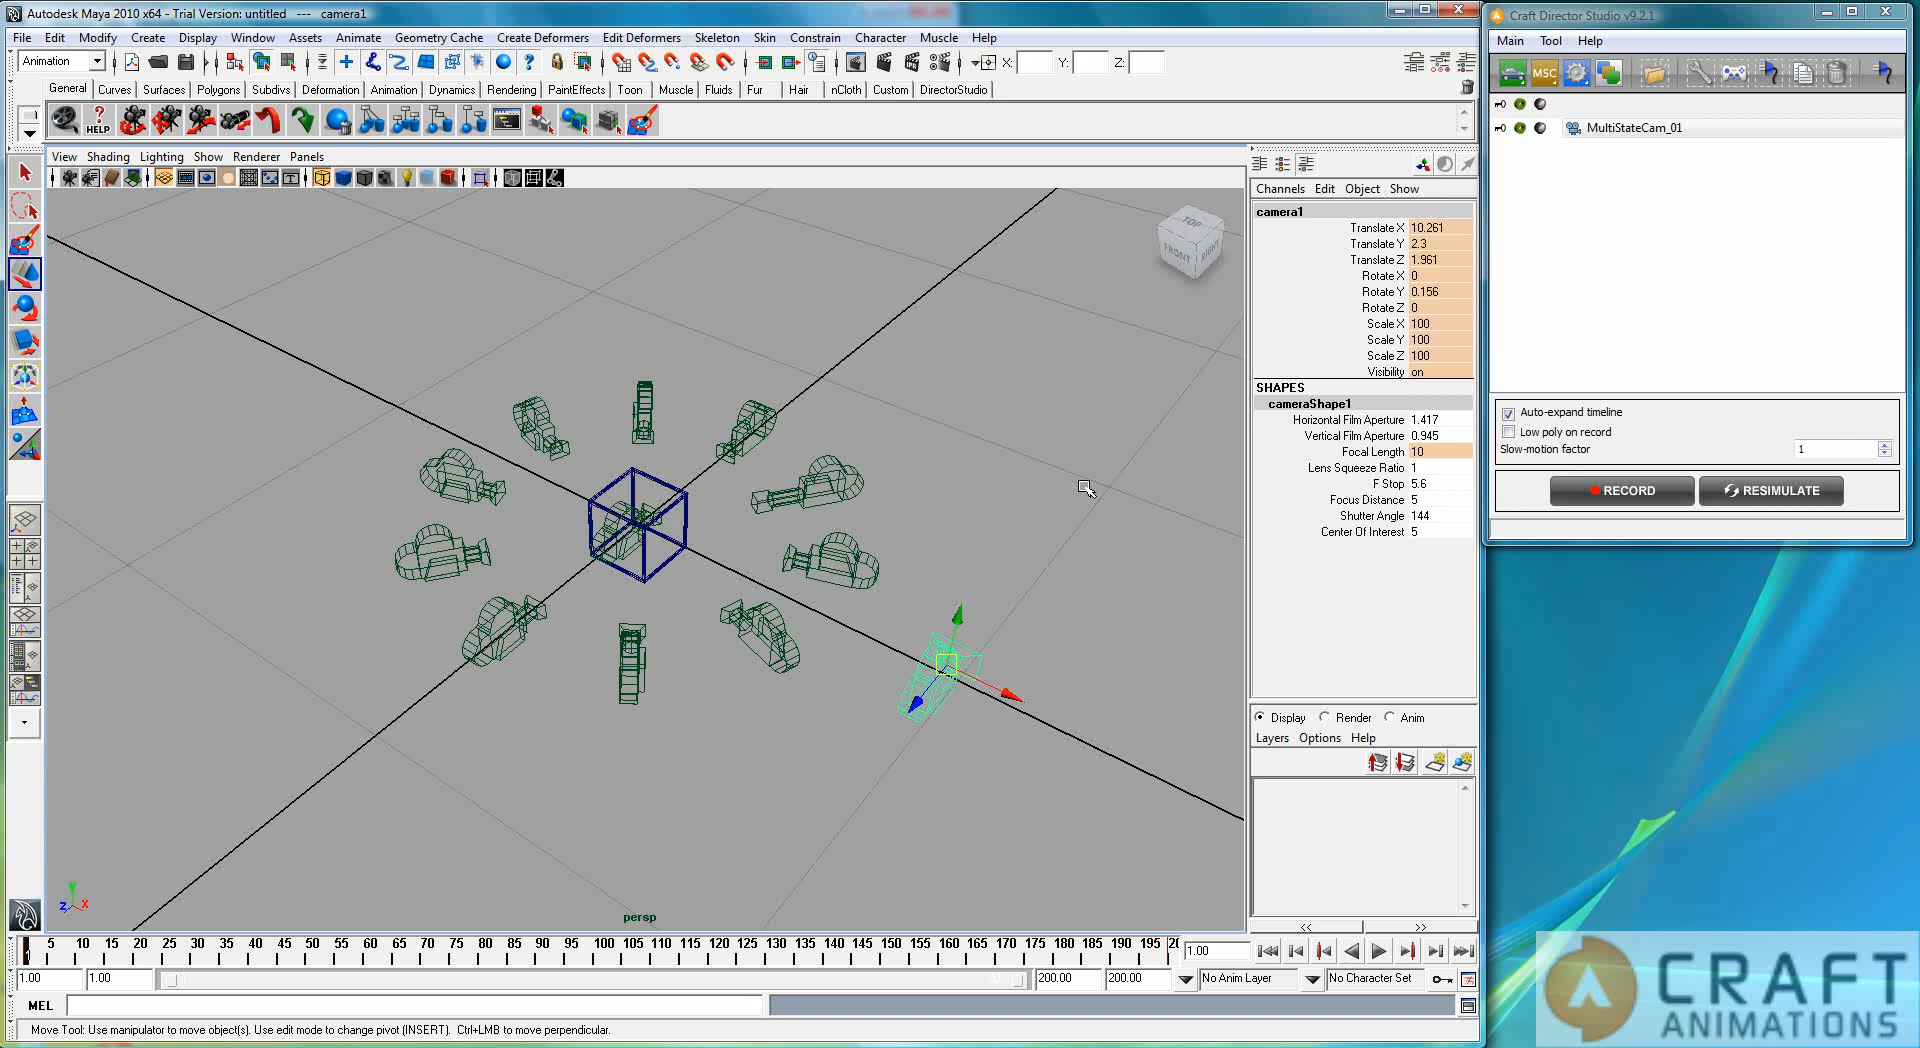 Autodesk Maya 2010 x64 - Trial Version: untitled --- camera1
File Edit Modify Create Display Window Assets Animate Geometry Cache Create Deformers Edit Deformers Skeleton Skin Constrain Character Muscle Help
Animation X: Y: Z:
General Curves Surfaces Polygons Subdivs Deformation Animation Dynamics Rendering PaintEffects Toon Muscle Fluids Fur Hair nCloth Custom DirectorStudio
HELP
View Shading Lighting Show Renderer Panels
TOP
FRONT RIGHT
persp
y
z x
Channels Edit Object Show
camera1
Translate X 10.261
Translate Y 2.3
Translate Z 1.961
Rotate X 0
Rotate Y 0.156
Rotate Z 0
Scale X 100
Scale Y 100
Scale Z 100
Visibility on
SHAPES
cameraShape1
Horizontal Film Aperture 1.417
Vertical Film Aperture 0.945
Focal Length 10
Lens Squeeze Ratio 1
F Stop 5.6
Focus Distance 5
Shutter Angle 144
Center Of Interest 5
Display Render Anim
Layers Options Help
<< >>
5 10 15 20 25 30 35 40 45 50 55 60 65 70 75 80 85 90 95 100 105 110 115 120 125 130 135 140 145 150 155 160 165 170 175 180 185 190 195 20
1.00
1.00 1.00 200.00 200.00 No Anim Layer No Character Set
MEL
Move Tool: Use manipulator to move object(s). Use edit mode to change pivot (INSERT). Ctrl+LMB to move perpendicular.
Craft Director Studio v9.2.1
Main Tool Help
MSC
MultiStateCam_01
Auto-expand timeline
Low poly on record
Slow-motion factor 1
RECORD RESIMULATE
CRAFT
ANIMATIONS